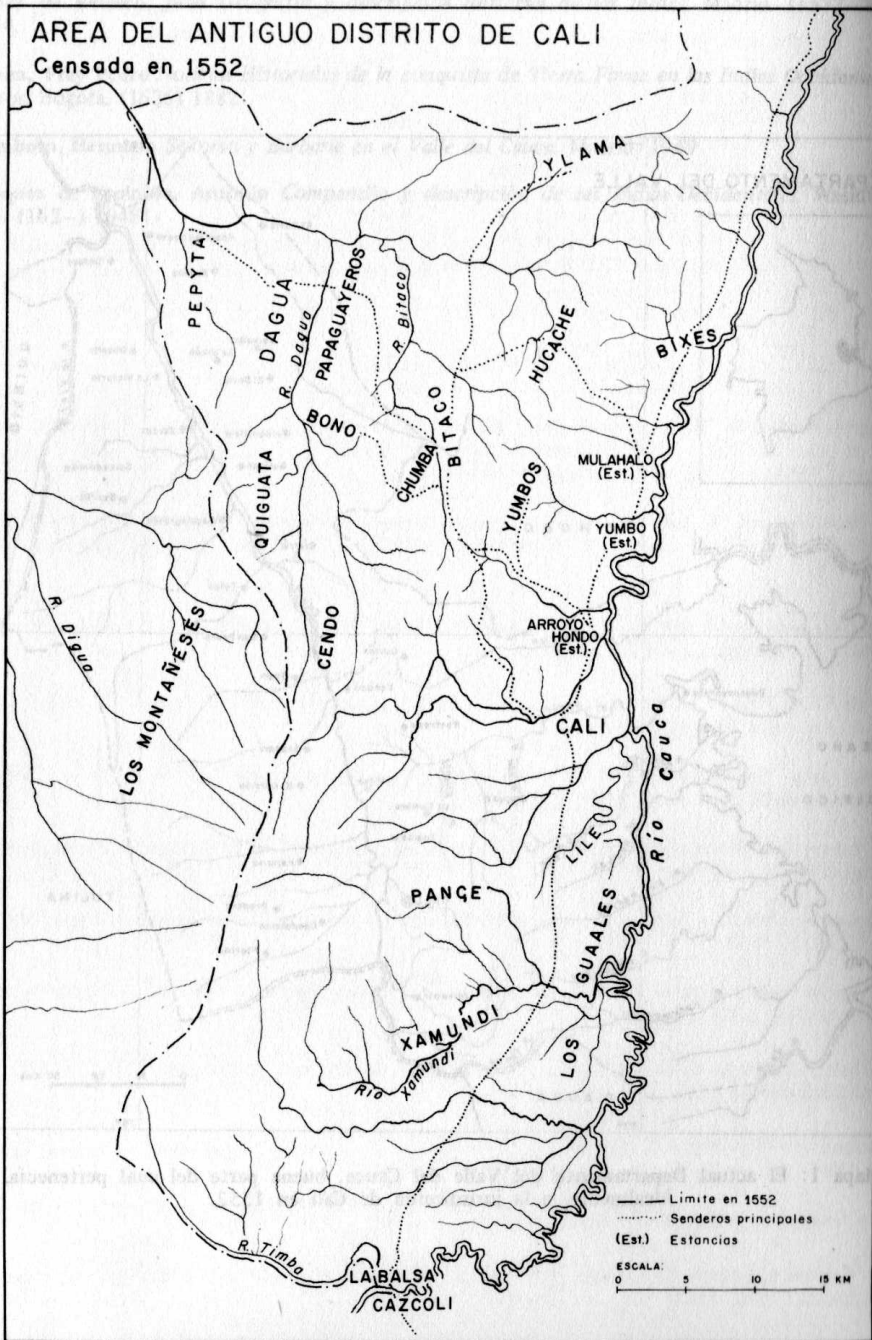 AREA DEL ANTIGUO DISTRITO DE CALI
Censada en 1552
YLAMA
PEPYTA
DAGUA
R. Dagua
PAPAGUAYEROS
R. Bitaco
HUCACHE
BIXES
BONO
BITACO
CHUMBA
QUIGUATA
YUMBOS
MULAHALO
(Est.)
YUMBO
(Est.)
R. Digua
LOS MONTAÑESES
CENDO
ARROYO
HONDO
(Est.)
CALI
Río Cauca
LILE
PANGE
LOS GUAALES
XAMUNDI
Río Xamundi
R. Timba
LA BALSA
CAZCOLI
Limite en 1552
Senderos principales
(Est.) Estancias
ESCALA:
0 5 10 15 KM